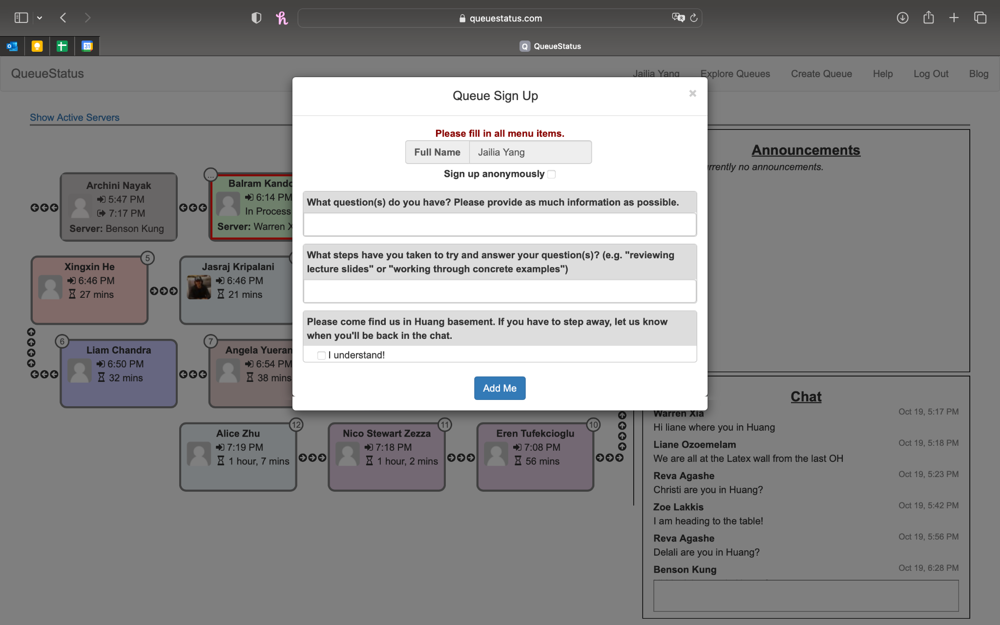 queuestatus.com
QueueStatus
QueueStatus
Jailia Yang
Explore Queues
Create Queue
Help
Log Out
Blog
Show Active Servers
Queue Sign Up
×
Please fill in all menu items.
Full Name
Jailia Yang
Sign up anonymously
What question(s) do you have? Please provide as much information as possible.
What steps have you taken to try and answer your question(s)? (e.g. "reviewing
lecture slides" or "working through concrete examples")
Please come find us in Huang basement. If you have to step away, let us know
when you'll be back in the chat.
I understand!
Add Me
Archini Nayak
5:47 PM
7:17 PM
Server: Benson Kung
...
Balram Kando
6:14 PM
In Process
Server: Warren X
5
Xingxin He
6:46 PM
27 mins
Jasraj Kripalani
6:46 PM
21 mins
6
Liam Chandra
6:50 PM
32 mins
7
Angela Yueran
6:54 PM
38 mins
12
Alice Zhu
7:19 PM
1 hour, 7 mins
11
Nico Stewart Zezza
7:18 PM
1 hour, 2 mins
10
Eren Tufekcioglu
7:08 PM
56 mins
Announcements
rrently no announcements.
Chat
Warren Xia
Oct 19, 5:17 PM
Hi liane where you in Huang
Liane Ozoemelam
Oct 19, 5:18 PM
We are all at the Latex wall from the last OH
Reva Agashe
Oct 19, 5:23 PM
Christi are you in Huang?
Zoe Lakkis
Oct 19, 5:42 PM
I am heading to the table!
Reva Agashe
Oct 19, 5:56 PM
Delali are you in Huang?
Benson Kung
Oct 19, 6:28 PM